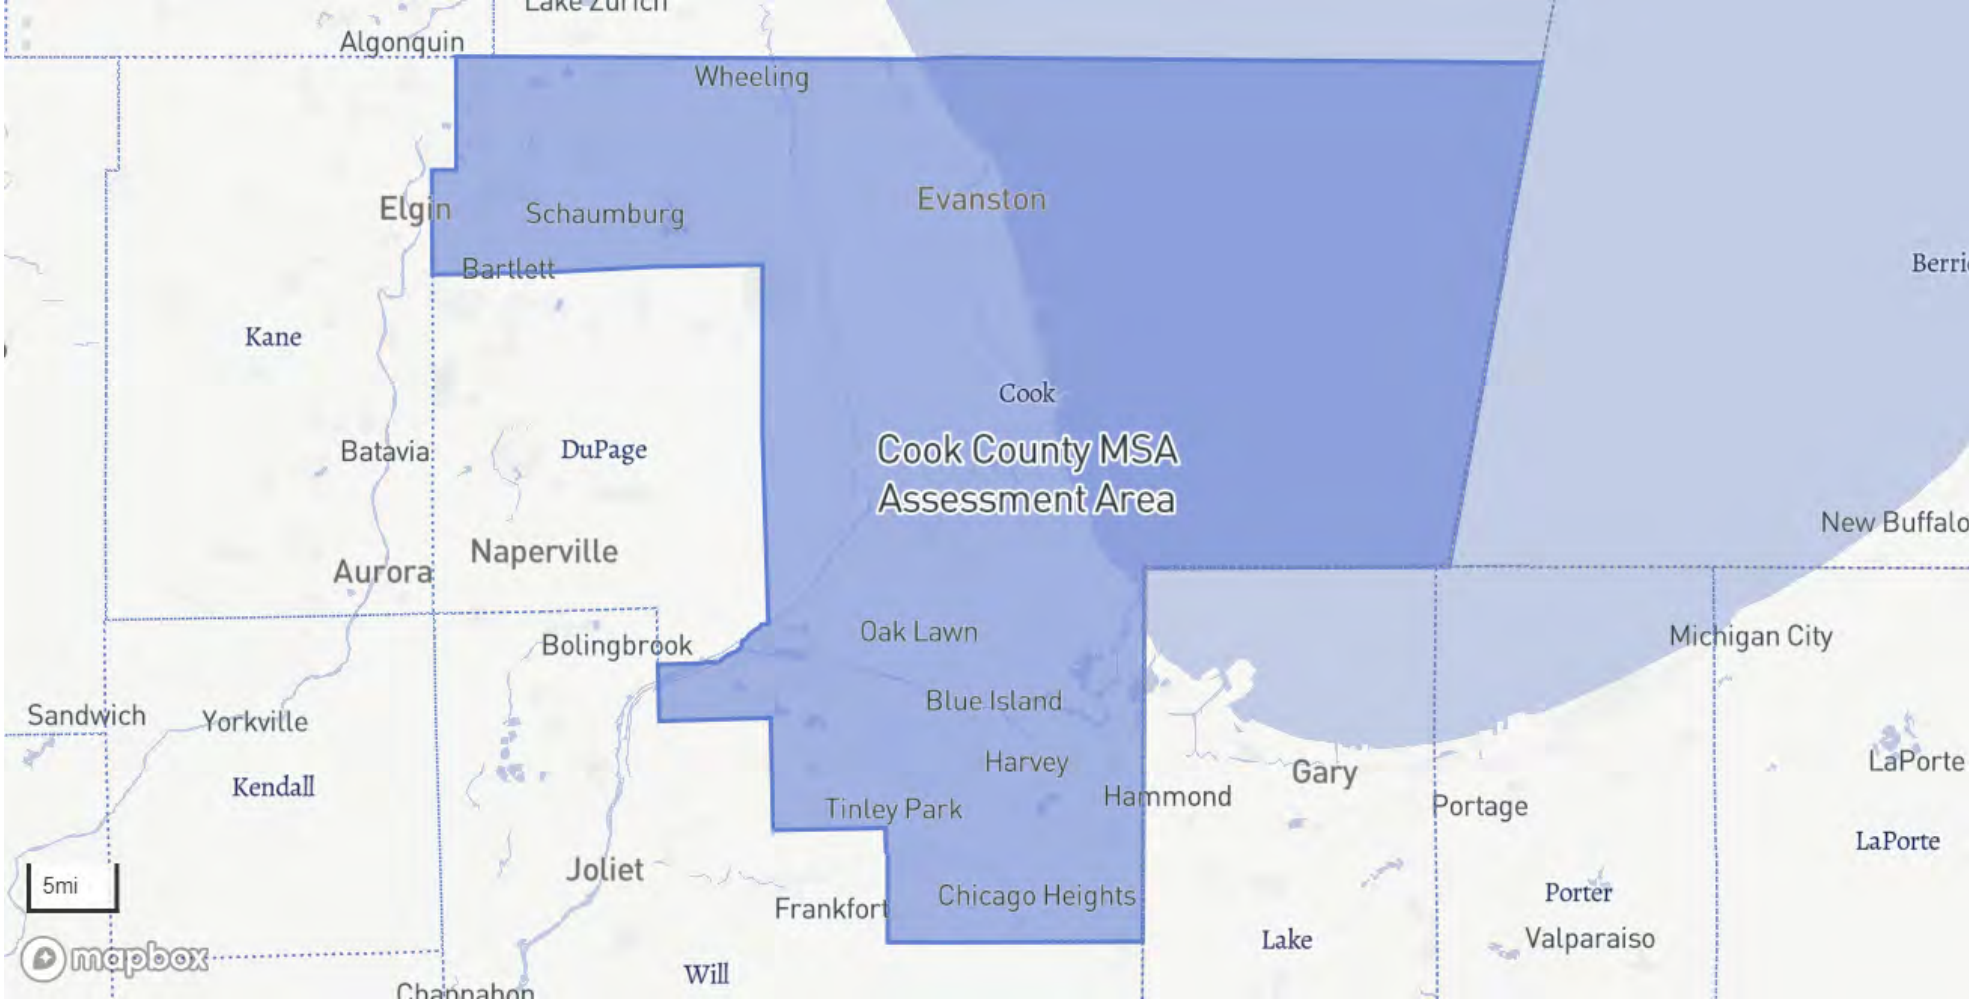 Lake Zurich
Algonquin
Wheeling
Elgin
Schaumburg
Evanston
Bartlett
Kane
Cook
Batavia
DuPage
Cook County MSA
Assessment Area
New Buffalo
Naperville
Aurora
Oak Lawn
Michigan City
Bolingbrook
Sandwich
Yorkville
Blue Island
Harvey
LaPorte
Gary
Kendall
Hammond
Portage
Tinley Park
LaPorte
Joliet
5mi
Chicago Heights
Porter
Frankfort
Lake
Valparaiso
mapbox
Will
Channahon